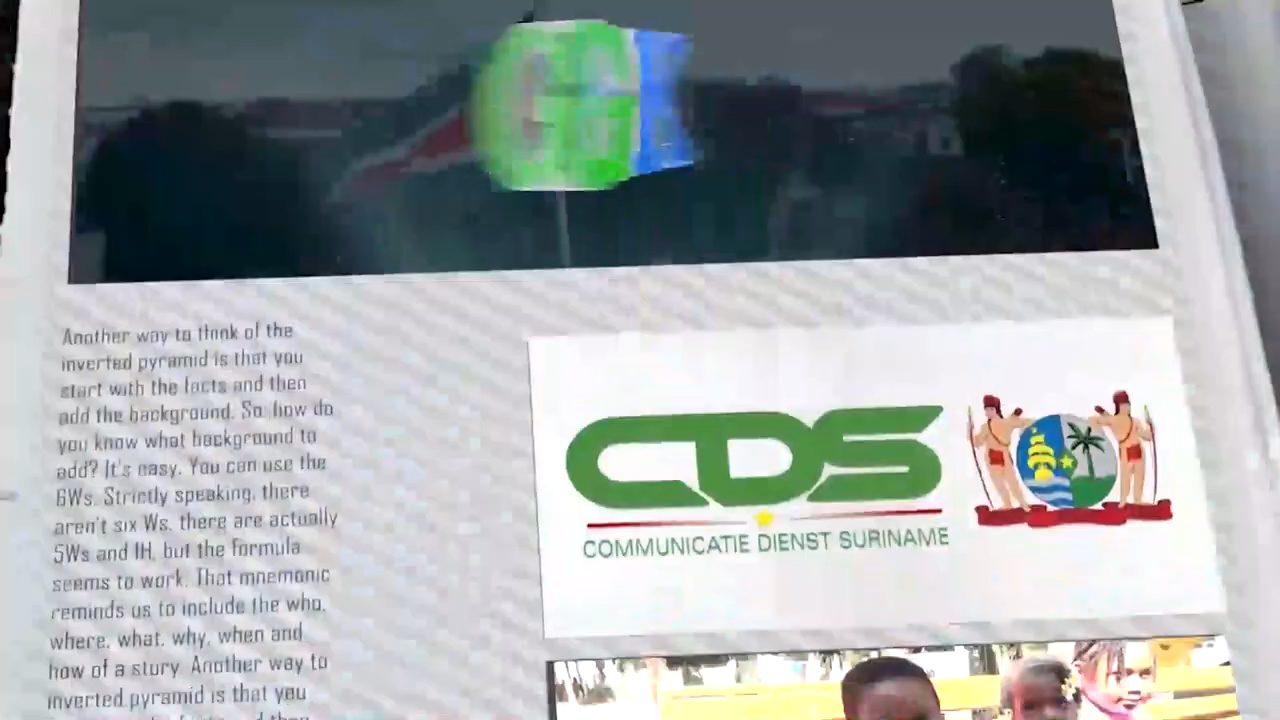 Another way to think of the
inverted pyramid is that you
start with the facts and then
add the background. So, how do
you know what background to
add? It's easy. You can use the
6Ws. Strictly speaking, there
aren't six Ws, there are actually
5Ws and 1H, but the formula
seems to work. That mnemonic
reminds us to include the who,
where, what, why, when and
how of a story. Another way to
inverted pyramid is that you
CDS
COMMUNICATIE DIENST SURINAME